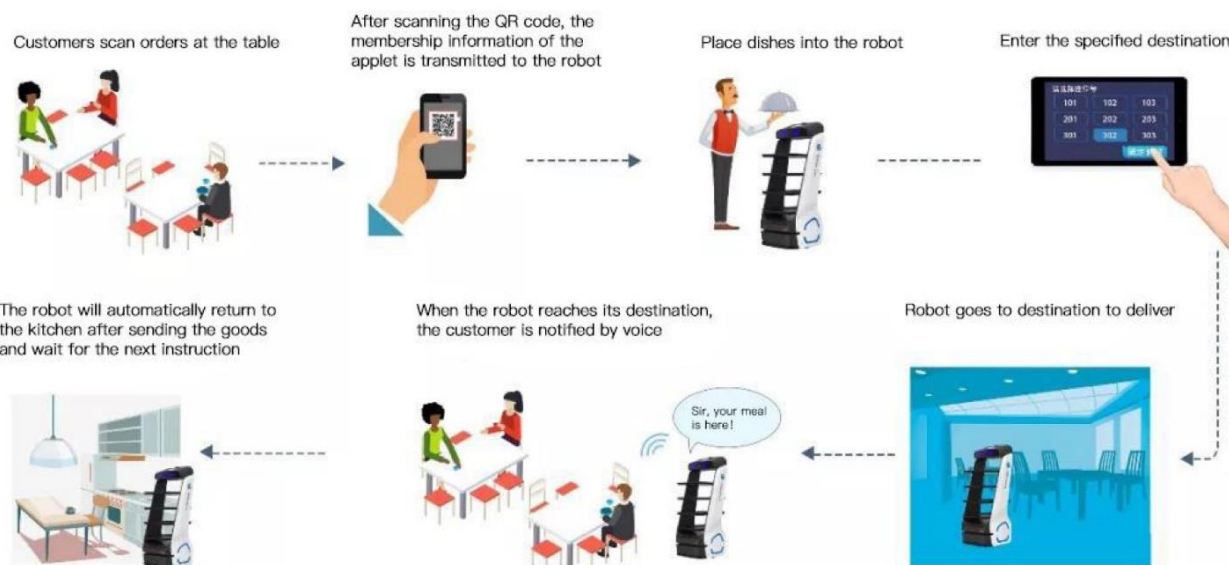 Customers scan orders at the table
After scanning the QR code, the
membership information of the
applet is transmitted to the robot
Place dishes into the robot
Enter the specified destination
101 102 103
201 202 203
301 302 303
Robot goes to destination to deliver
When the robot reaches its destination,
the customer is notified by voice
Sir, your meal
is here!
The robot will automatically return to
the kitchen after sending the goods
and wait for the next instruction